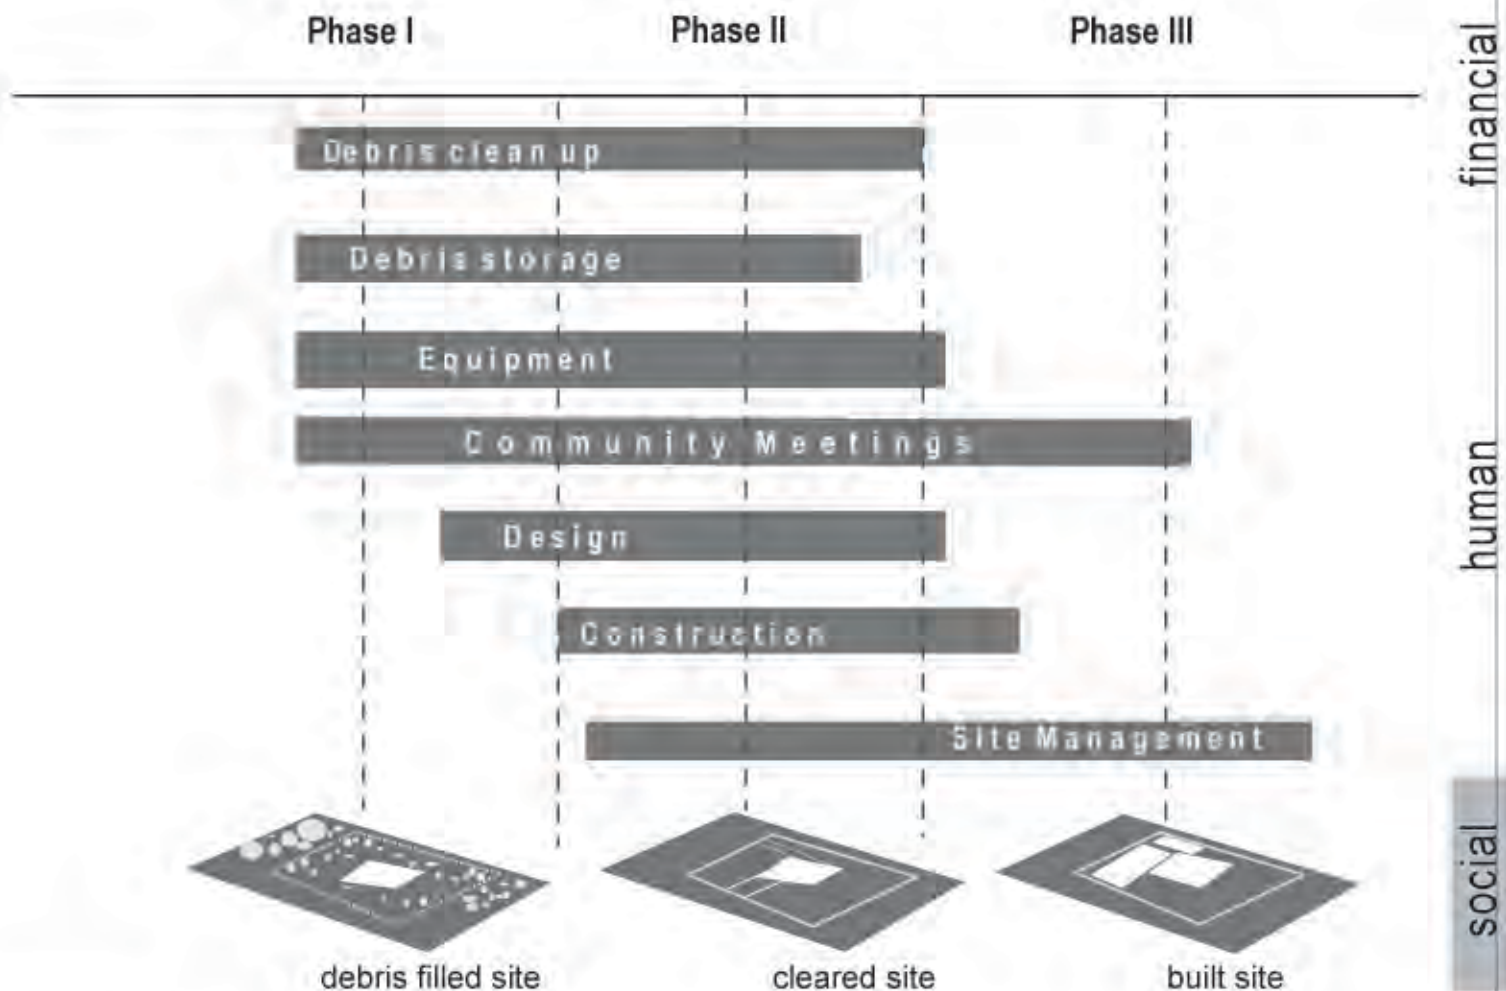 Phase I
Phase II
Phase III
Debris clean up
Debris storage
Equipment
Community Meetings
Design
Construction
Site Management
debris filled site
cleared site
built site
financial
human
social